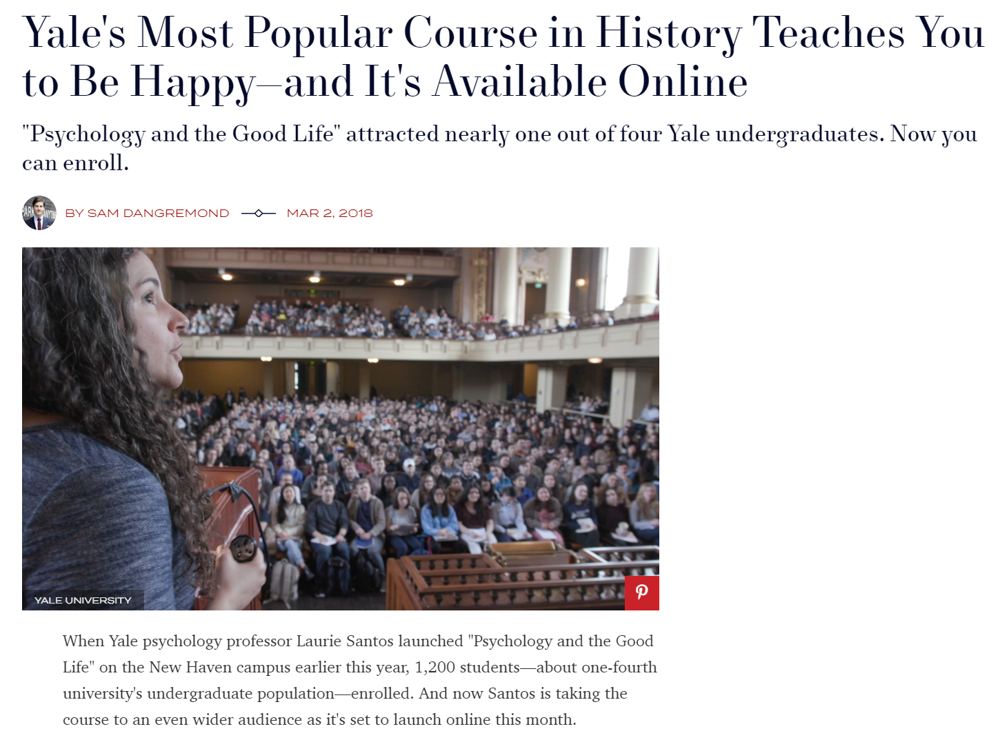 Yale's Most Popular Course in History Teaches You
to Be Happy—and It's Available Online
"Psychology and the Good Life" attracted nearly one out of four Yale undergraduates. Now you
can enroll.
BY SAM DANGREMOND MAR 2, 2018
YALE UNIVERSITY
When Yale psychology professor Laurie Santos launched "Psychology and the Good
Life" on the New Haven campus earlier this year, 1,200 students—about one-fourth
university's undergraduate population—enrolled. And now Santos is taking the
course to an even wider audience as it's set to launch online this month.